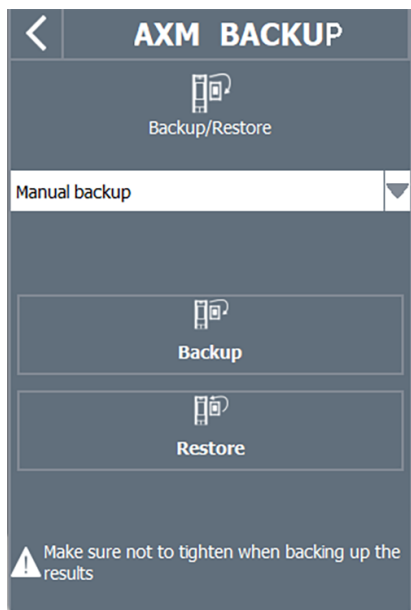 AXM BACKUP
Backup/Restore
Manual backup
Backup
Restore
Make sure not to tighten when backing up the
results